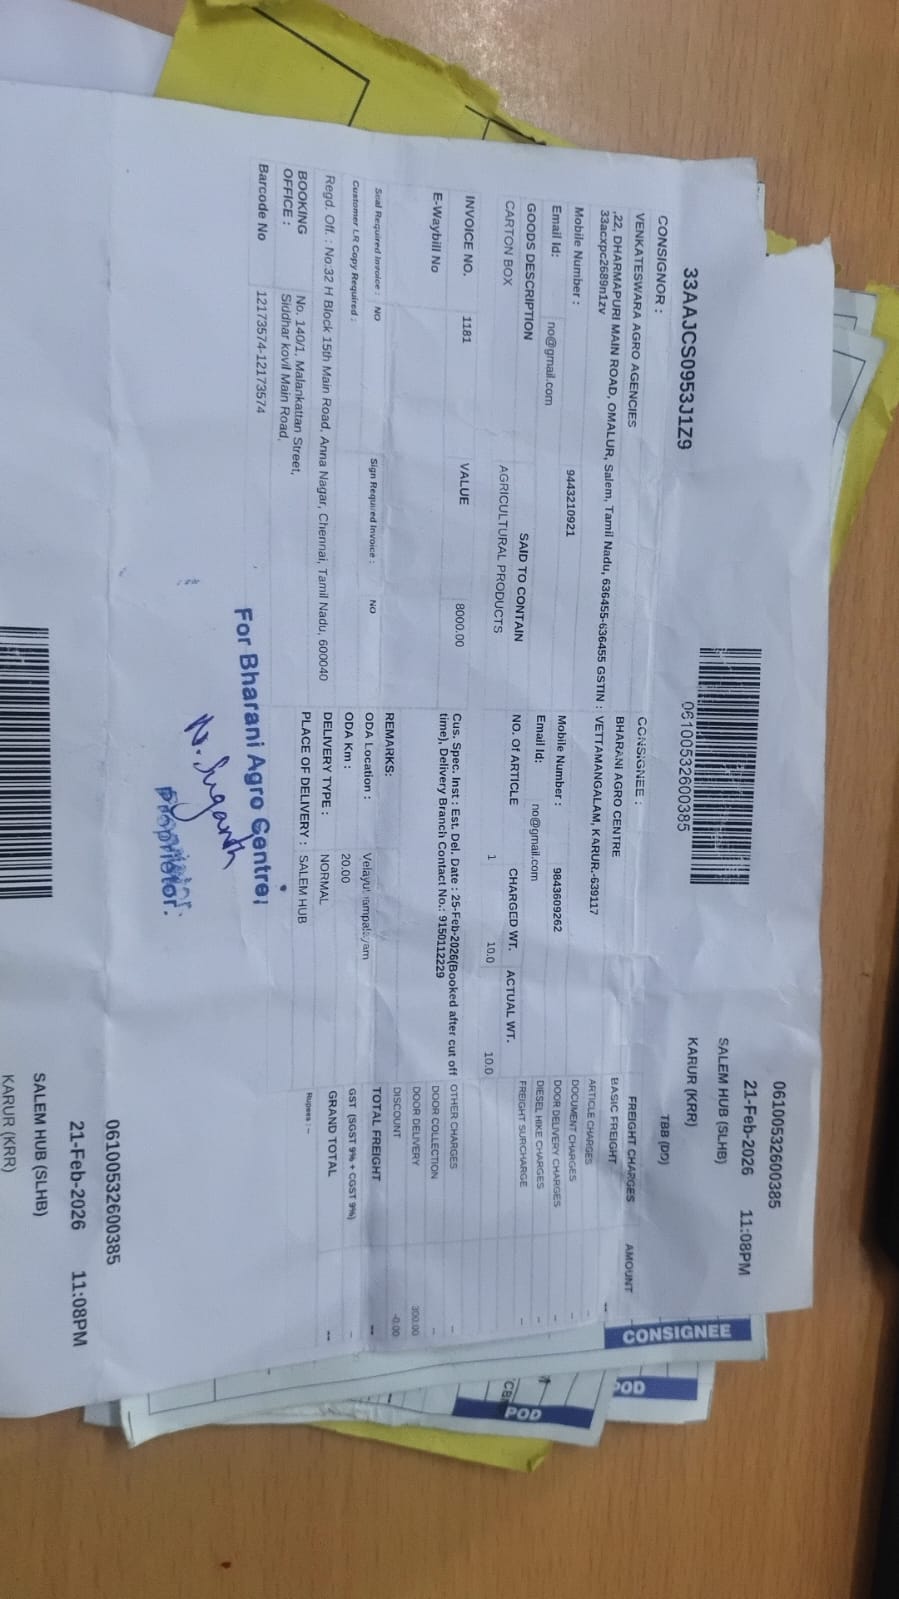 33AAJCS0953J1Z9
06100532600385
06100532600385
21-Feb-2026 11:08PM
SALEM HUB (SLHB)
KARUR (KRR)
CONSIGNOR :
VENKATESWARA AGRO AGENCIES
,22, DHARMAPURI MAIN ROAD, OMALUR, Salem, Tamil Nadu, 636455-636455 GSTIN :
33acxpc2689n1zv
Mobile Number : 9443210921
Email Id: no@gmail.com
CONSIGNEE :
BHARANI AGRO CENTRE
VETTAMANGALAM, KARUR.-639117
Mobile Number : 9843609262
Email Id: no@gmail.com
GOODS DESCRIPTION SAID TO CONTAIN NO. Of ARTICLE CHARGED WT. ACTUAL WT.
CARTON BOX AGRICULTURAL PRODUCTS 1 10.0 10.0
INVOICE NO. 1181 VALUE 8000.00
E-Waybill No
Cus. Spec. Inst : Est. Del. Date : 25-Feb-2026(Booked after cut off
time), Delivery Branch Contact No.: 9150112229
Seal Required Invoice : NO Sign Required Invoice : NO
Customer LR Copy Required :
REMARKS:
ODA Location :
ODA Km : 20.00
Regd. Off. : No:32 H Block 15th Main Road, Anna Nagar, Chennai, Tamil Nadu, 600040
DELIVERY TYPE : NORMAL
BOOKING
OFFICE :
No. 140/1, Malankattan Street,
Siddhar kovil Main Road,
PLACE OF DELIVERY : SALEM HUB
Barcode No 12173574-12173574
TBB (DD)
FREIGHT CHARGES AMOUNT
BASIC FREIGHT --
ARTICLE CHARGES -
DOCUMENT CHARGES -
DOOR DELIVERY CHARGES -
DIESEL HIKE CHARGES -
FREIGHT SURCHARGE -
OTHER CHARGES -
DOOR COLLECTION -
DOOR DELIVERY 300.00
DISCOUNT -0.00
TOTAL FREIGHT --
GST (SGST 9% + CGST 9%) -
GRAND TOTAL --
Rupees :--
For Bharani Agro Centre
Proprietor.
CONSIGNEE
POD
POD
06100532600385
21-Feb-2026 11:08PM
SALEM HUB (SLHB)
KARUR (KRR)